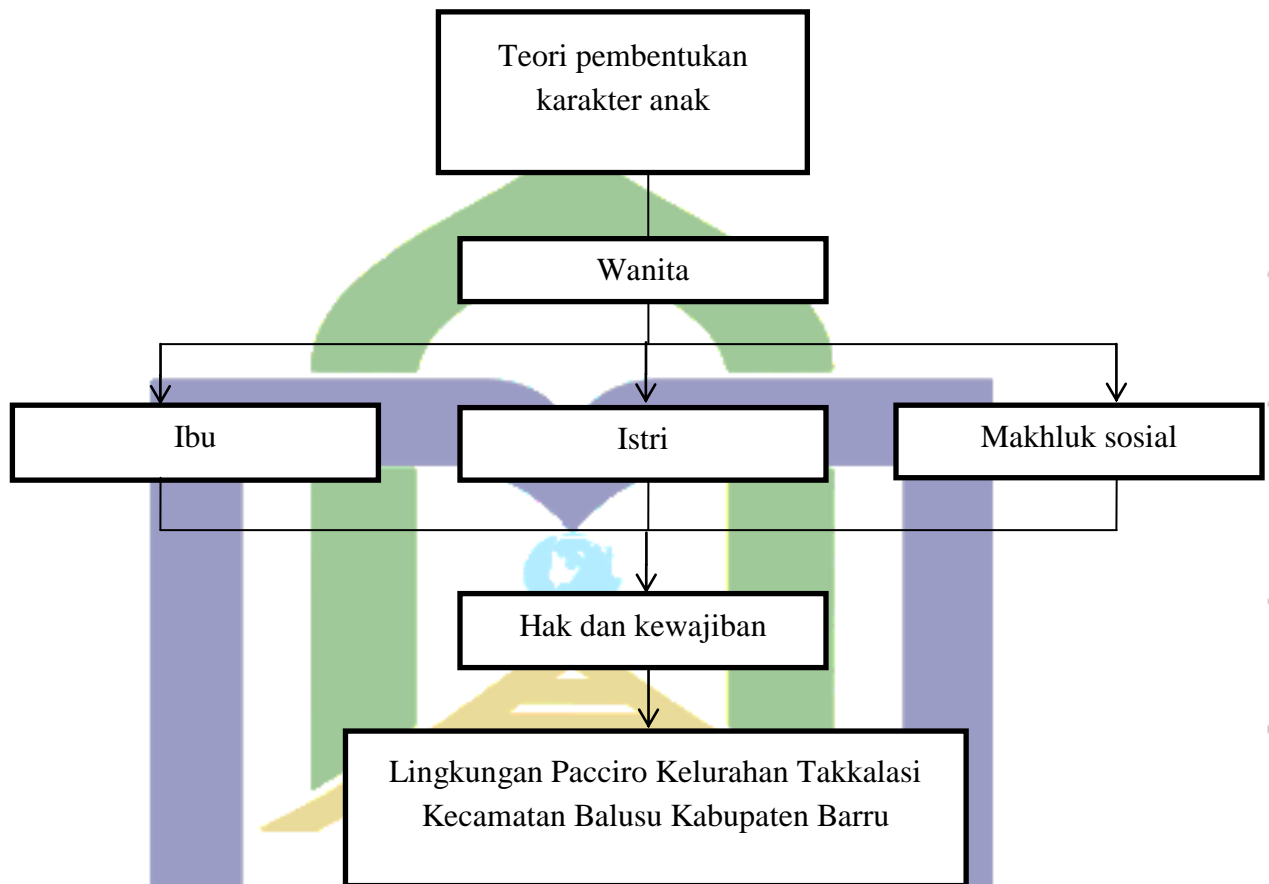 Teori pembentukan
karakter anak
Wanita
Ibu
Istri
Makhluk sosial
Hak dan kewajiban
Lingkungan Pacciro Kelurahan Takkalasi
Kecamatan Balusu Kabupaten Barru